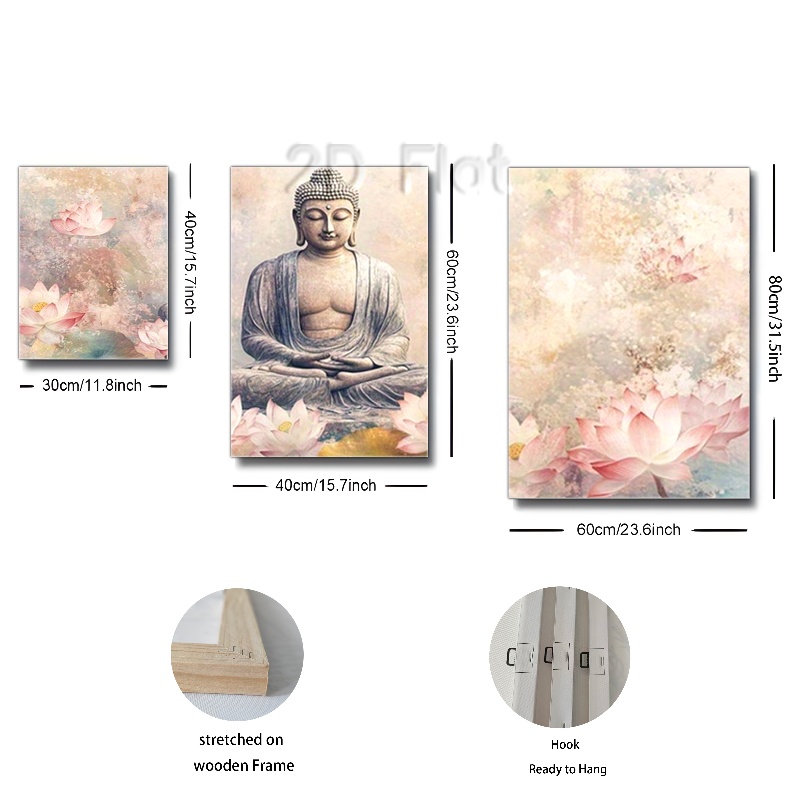 2D Flat
40cm/15.7inch
30cm/11.8inch
60cm/23.6inch
40cm/15.7inch
80cm/31.5inch
60cm/23.6inch
stretched on
wooden Frame
Hook
Ready to Hang